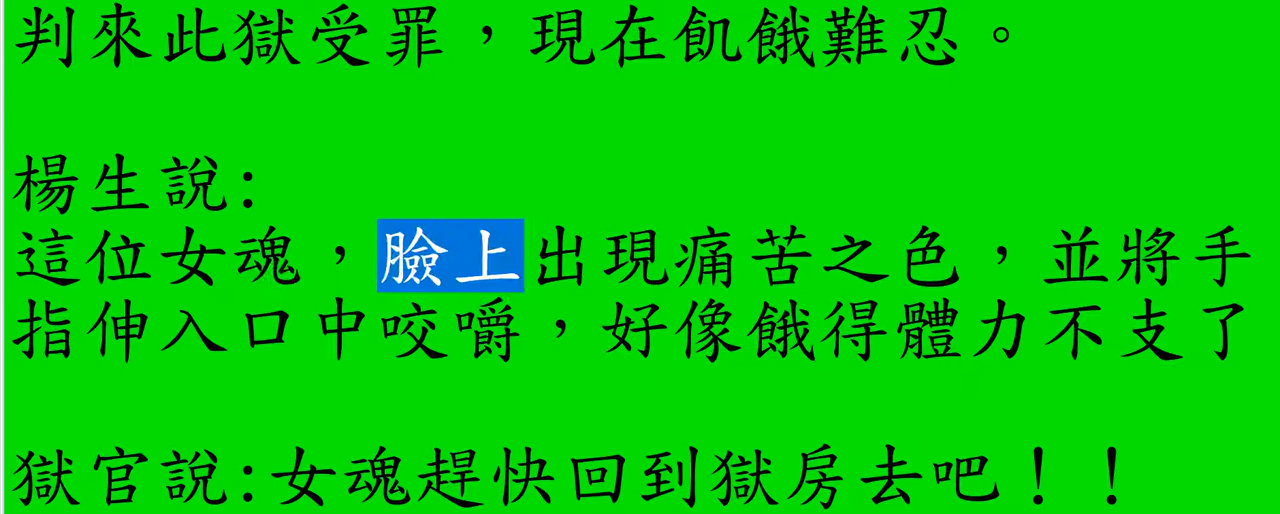 判來此獄受罪，現在飢餓難忍。
楊生說:
這位女魂，臉上出現痛苦之色，並將手
指伸入口中咬嚼，好像餓得體力不支了
獄官說:女魂趕快回到獄房去吧！！